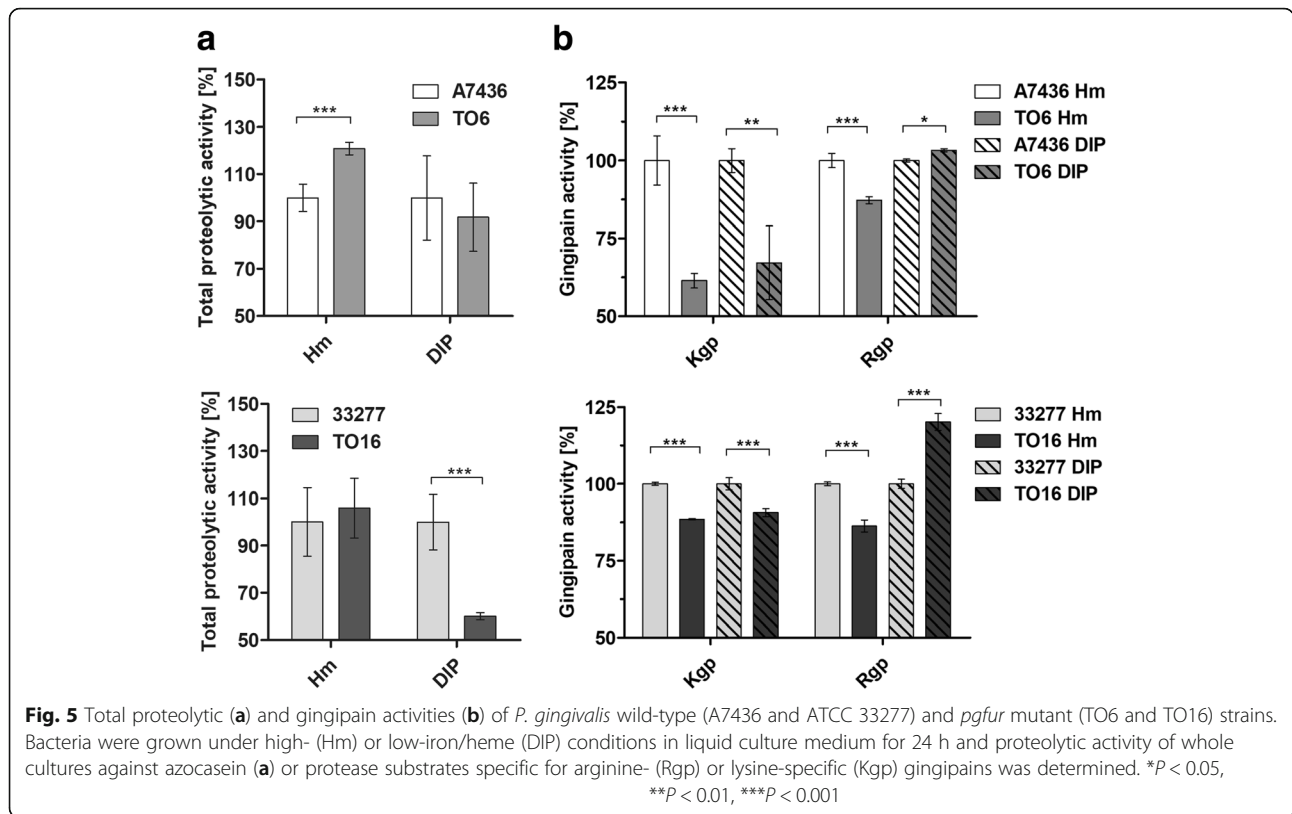 a
b
Total proteolytic activity [%]
150
130
110
90
70
50
***
A7436
TO6
Hm
DIP
Gingipain activity [%]
125
100
75
50
***
**
***
*
A7436 Hm
TO6 Hm
A7436 DIP
TO6 DIP
Kgp
Rgp
Total proteolytic activity [%]
150
130
110
90
70
50
33277
TO16
***
Hm
DIP
Gingipain activity [%]
125
100
75
50
***
***
***
***
33277 Hm
TO16 Hm
33277 DIP
TO16 DIP
Kgp
Rgp
Fig. 5 Total proteolytic (a) and gingipain activities (b) of P. gingivalis wild-type (A7436 and ATCC 33277) and pgfur mutant (TO6 and TO16) strains.
Bacteria were grown under high- (Hm) or low-iron/heme (DIP) conditions in liquid culture medium for 24 h and proteolytic activity of whole
cultures against azocasein (a) or protease substrates specific for arginine- (Rgp) or lysine-specific (Kgp) gingipains was determined. *P < 0.05,
**P < 0.01, ***P < 0.001